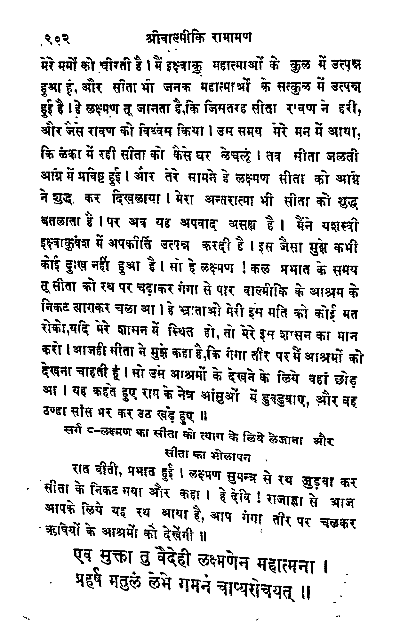 ९०२ श्रीवाल्मीकि रामायण
मेरे मर्मों को चीरती है । मैं इक्ष्वाकु महात्माओं के कुल में उत्पन्न
हुआ हूं, और सीता भी जनक महात्माओं के सत्कुल में उत्पन्न
हुई है । हे लक्ष्मण तू जानता है, कि जिसतरह सीता रावण ने हरी,
और जैसे रावण को विध्वंस किया । उस समय मेरे मन में आया,
कि लंका में रही सीता को कैसे घर लेचलूं । तब सीता जलती
अग्नि में प्रविष्ट हुई । और तेरे सामने हे लक्ष्मण सीता को अग्नि
ने शुद्ध कर दिखलाया । मेरा अन्तरात्मा भी सीता को शुद्ध
बतलाता है । पर अब यह अपवाद असह्य है । मैंने यशस्वी
इक्ष्वाकुवंश में अपकीर्ति उत्पन्न करदी है । इस जैसा मुझे कभी
कोई दुःख नहीं हुआ है । सो हे लक्ष्मण ! कल प्रभात के समय
तू सीता को रथ पर चढ़ाकर गंगा से पार वाल्मीकि के आश्रम के
निकट त्यागकर चला आ । हे भ्राताओ मेरी इस मति को कोई मत
रोको, यदि मेरे शासन में स्थित हो, तो मेरे इस शासन का मान
करो । आजही सीता ने मुझे कहा है, कि गंगा तीर पर मैं आश्रमों को
देखना चाहती हूं । सो उस आश्रमों के देखने के लिये वहां छोड़
आ । यह कहते हुए राम के नेत्र आंसुओं में डुबडुबाए, और वह
ठण्डा सांस भर कर उठ खड़े हुए ॥
सर्ग ८-लक्ष्मण का सीता को त्याग के लिये लेजाना और
सीता का भोलापन
रात बीती, प्रभात हुई । लक्ष्मण सुमन्त्र से रथ जुड़वा कर
सीता के निकट गया और कहा । हे देवि ! राजाज्ञा से आज
आपके लिये यह रथ आया है, आप गंगा तीर पर चलकर
ऋषियों के आश्रमों को देखेंगी ॥
एव मुक्ता तु वैदेही लक्ष्मणेन महात्मना ।
प्रहर्ष मतुलं लेभे गमनं चाप्यरोचयत् ॥